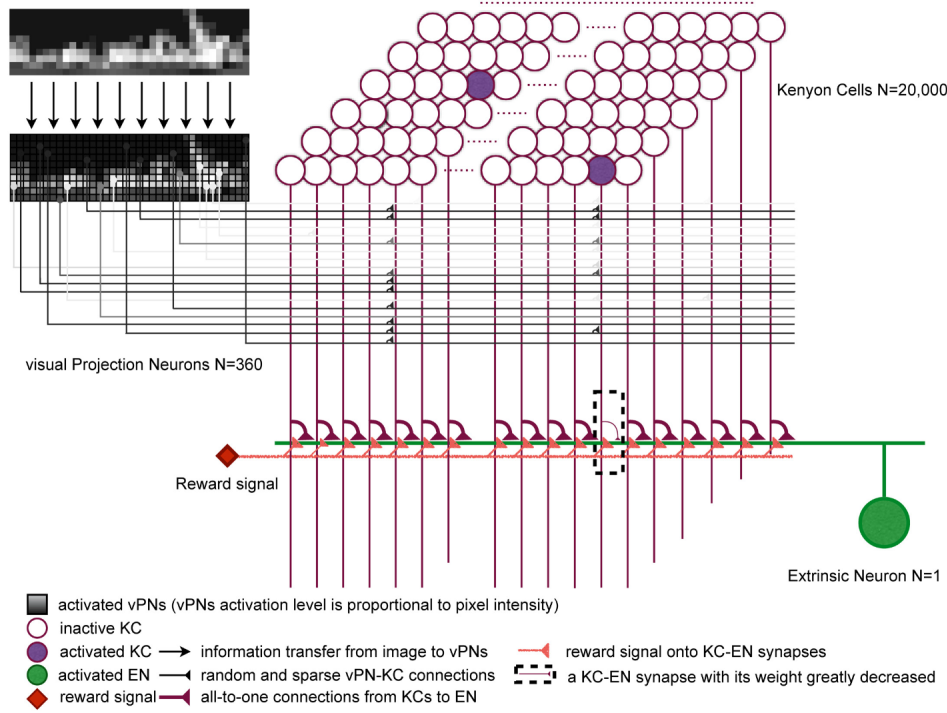 Kenyon Cells N=20,000
visual Projection Neurons N=360
Reward signal
Extrinsic Neuron N=1
activated vPNs (vPNs activation level is proportional to pixel intensity)
inactive KC
activated KC information transfer from image to vPNs reward signal onto KC-EN synapses
activated EN random and sparse vPN-KC connections a KC-EN synapse with its weight greatly decreased
reward signal all-to-one connections from KCs to EN